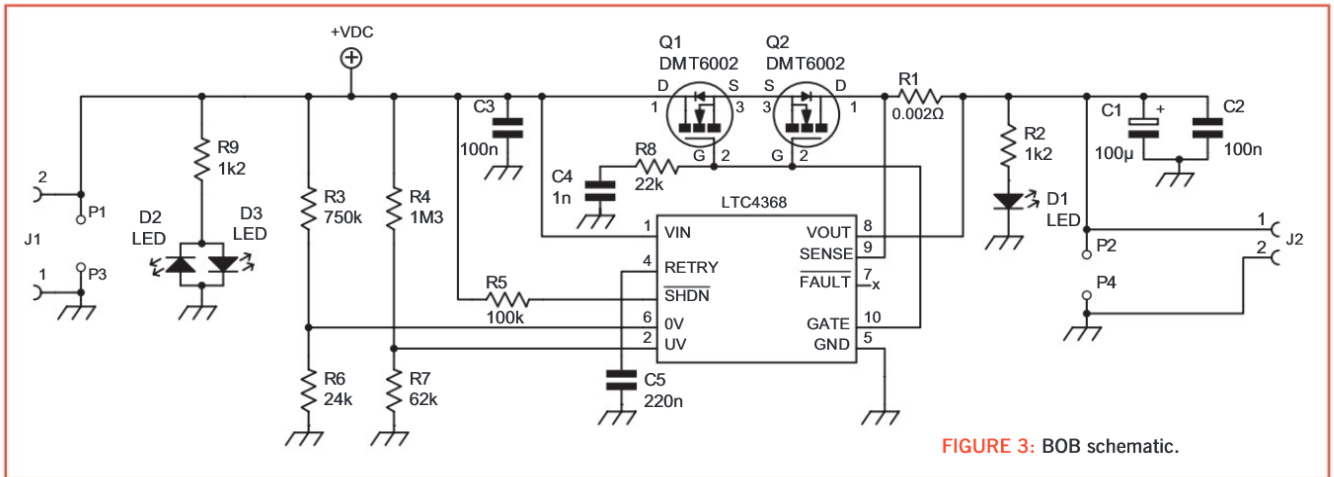 +VDC
Q1
DMT6002
Q2
DMT6002
D
S
S
D
1
3
3
1
R1
0.002Ω
C3
100n
R9
1k2
R3
750k
R4
1M3
C4
1n
R8
22k
G
2
G
2
R2
1k2
D1
LED
C1
+
100µ
C2
100n
2
P1
J1
1
P3
D2
LED
D3
LED
LTC4368
1
VIN
VOUT
8
SENSE
9
4
RETRY
FAULT
7
x
R5
100k
SHDN
6
0V
GATE
10
2
UV
GND
5
1
J2
2
P2
P4
R6
24k
R7
62k
C5
220n
FIGURE 3: BOB schematic.